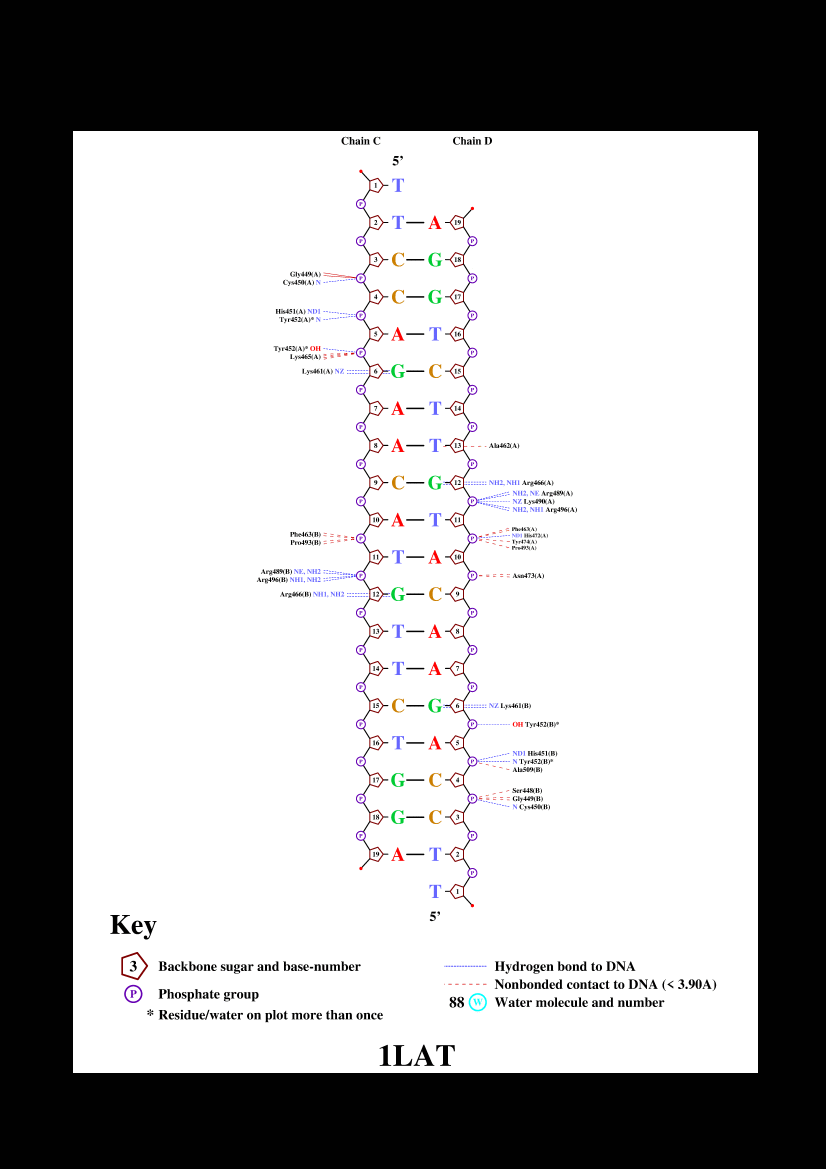 Chain C Chain D
5’
1 T
P
2 T A 19
P P
3 C G 18
Gly449(A)
P P
Cys450(A) N
4 C G 17
His451(A) ND1
P P
Tyr452(A)* N
5 A T 16
Tyr452(A)* OH
P P
Lys465(A)
Lys461(A) NZ 6 G C 15
P P
7 A T 14
P P
8 A T 13 Ala462(A)
P P
9 C G 12 NH2, NH1 Arg466(A)
NH2, NE Arg489(A)
P P NZ Lys490(A)
NH2, NH1 Arg496(A)
10 A T 11
Phe463(A)
Phe463(B) ND1 His472(A)
P P
Pro493(B) Tyr474(A)
Pro493(A)
11 T A 10
Arg489(B) NE, NH2
P P Asn473(A)
Arg496(B) NH1, NH2
Arg466(B) NH1, NH2 12 G C 9
P P
13 T A 8
P P
14 T A 7
P P
15 C G 6 NZ Lys461(B)
P P OH Tyr452(B)*
16 T A 5
ND1 His451(B)
P P N Tyr452(B)*
Ala509(B)
17 G C 4
Ser448(B)
P P Gly449(B)
N Cys450(B)
18 G C 3
P P
19 A T 2
P
T 1
5’
Key
3 Backbone sugar and base-number
P Phosphate group
* Residue/water on plot more than once
Hydrogen bond to DNA
Nonbonded contact to DNA (< 3.90A)
88 W Water molecule and number
1LAT